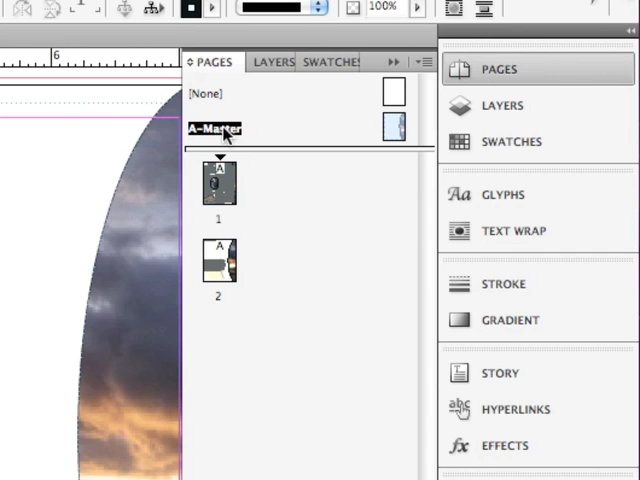 100%
6
PAGES LAYERS SWATCHES
[None]
A-Master
A
1
A
2
PAGES
LAYERS
SWATCHES
GLYPHS
TEXT WRAP
STROKE
GRADIENT
STORY
HYPERLINKS
EFFECTS